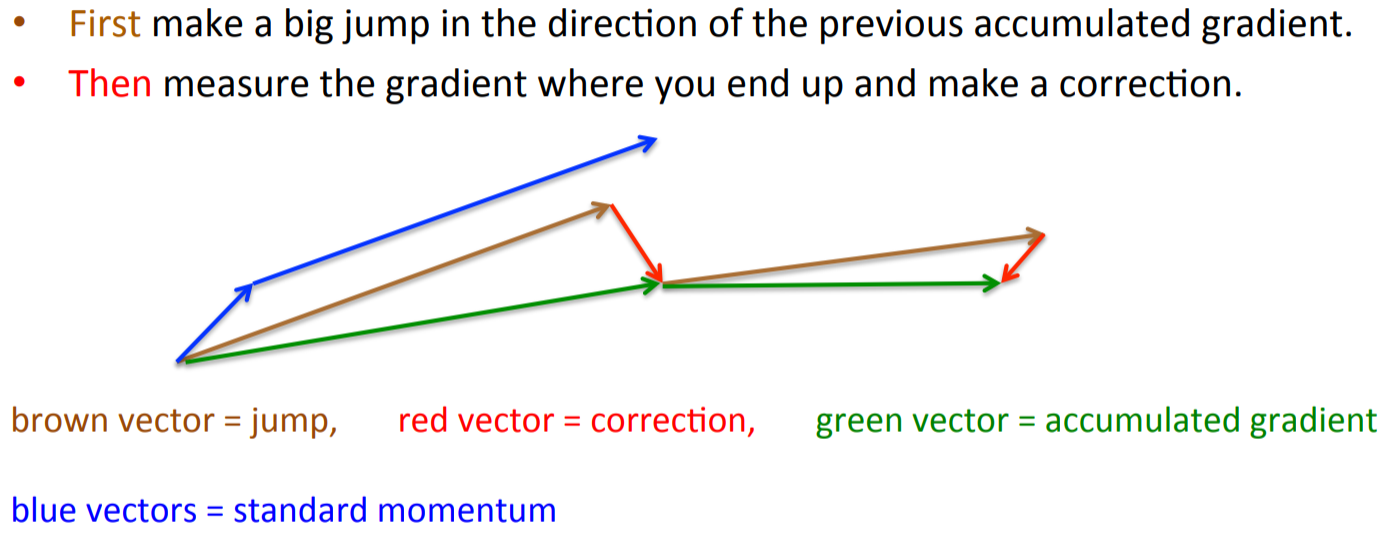 • First make a big jump in the direction of the previous accumulated gradient.
• Then measure the gradient where you end up and make a correction.
brown vector = jump, red vector = correction, green vector = accumulated gradient
blue vectors = standard momentum